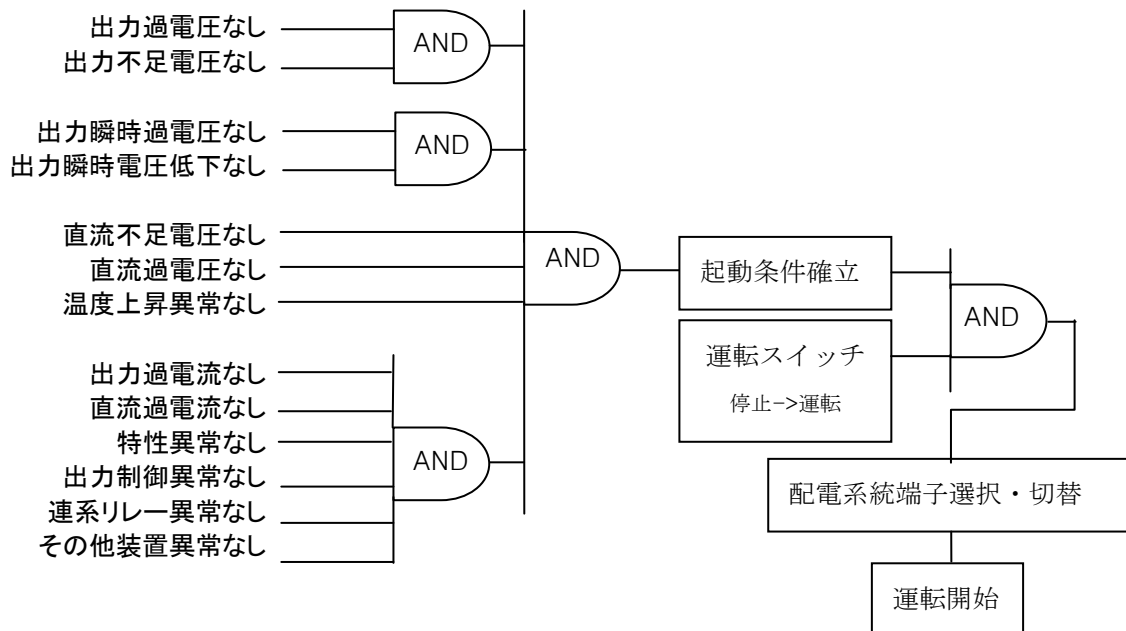 出力過電圧なし
出力不足電圧なし
AND
出力瞬時過電圧なし
出力瞬時電圧低下なし
AND
直流不足電圧なし
直流過電圧なし
温度上昇異常なし
AND
出力過電流なし
直流過電流なし
特性異常なし
出力制御異常なし
連系リレー異常なし
その他装置異常なし
AND
起動条件確立
運転スイッチ
停止->運転
AND
配電系統端子選択・切替
運転開始